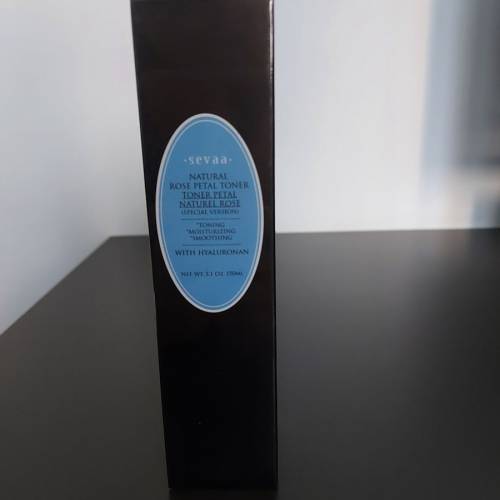 ·sevaa·
NATURAL
ROSE PETAL TONER
TONER PETAL
NATUREL ROSE
(SPECIAL VERSION)
*TONING
*MOISTURIZING
*SMOOTHING
WITH HYALURONAN
NET WT. 5.1 OZ. 150ml